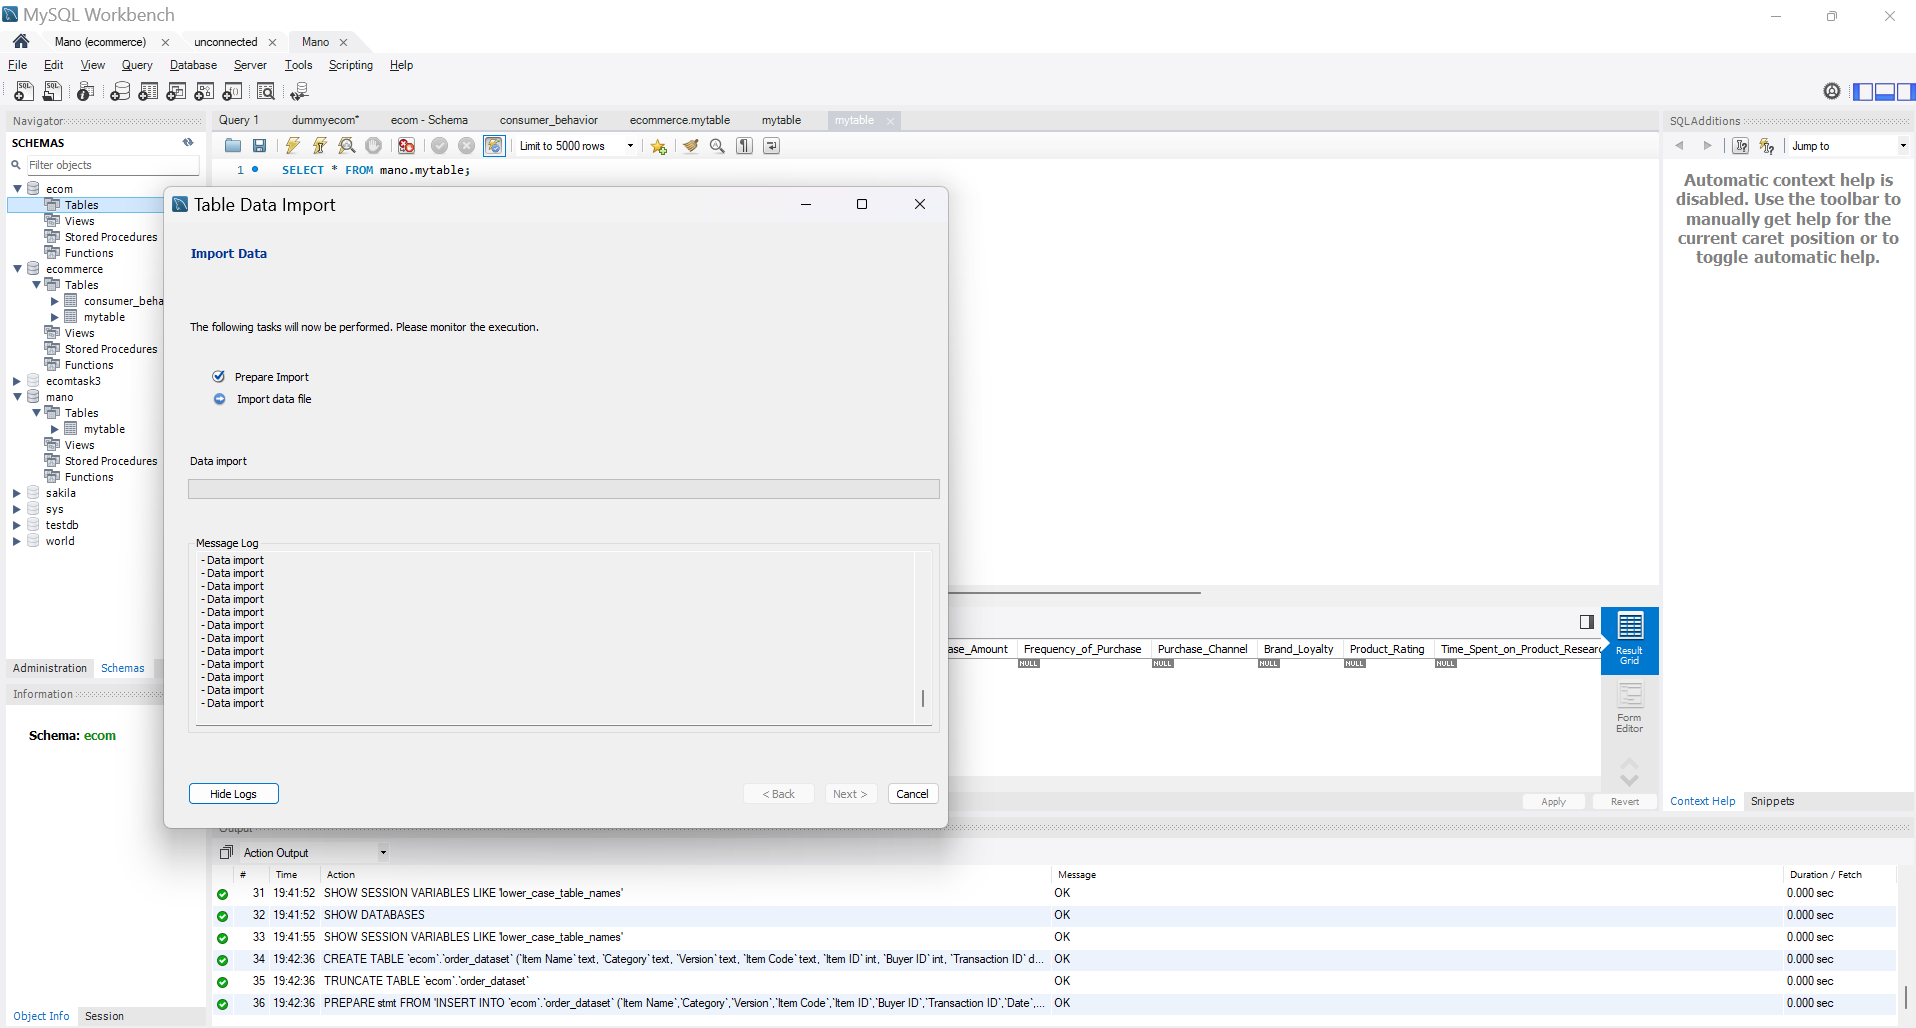 MySQL Workbench
Mano (ecommerce) unconnected Mano
File Edit View Query Database Server Tools Scripting Help
Navigator
SCHEMAS
Filter objects
ecom
Tables
Views
Stored Procedures
Functions
ecommerce
Tables
consumer_beha
mytable
Views
Stored Procedures
Functions
ecomtask3
mano
Tables
mytable
Views
Stored Procedures
Functions
sakila
sys
testdb
world
Administration Schemas
Information
Schema: ecom
Object Info Session
Query 1 dummyecom* ecom - Schema consumer_behavior ecommerce.mytable mytable mytable
Limit to 5000 rows
1 SELECT * FROM mano.mytable;
Table Data Import
Import Data
The following tasks will now be performed. Please monitor the execution.
Prepare Import
Import data file
Data import
Message Log
- Data import
- Data import
- Data import
- Data import
- Data import
- Data import
- Data import
- Data import
- Data import
- Data import
- Data import
- Data import
Hide Logs < Back Next > Cancel
ase_Amount Frequency_of_Purchase Purchase_Channel Brand_Loyalty Product_Rating Time_Spent_on_Product_Researc
NULL NULL NULL NULL NULL
Result
Grid
Form
Editor
Apply Revert
SQLAdditions
Jump to
Automatic context help is
disabled. Use the toolbar to
manually get help for the
current caret position or to
toggle automatic help.
Context Help Snippets
Output
Action Output
# Time Action Message Duration / Fetch
31 19:41:52 SHOW SESSION VARIABLES LIKE 'lower_case_table_names' OK 0.000 sec
32 19:41:52 SHOW DATABASES OK 0.000 sec
33 19:41:55 SHOW SESSION VARIABLES LIKE 'lower_case_table_names' OK 0.000 sec
34 19:42:36 CREATE TABLE `ecom`.`order_dataset` (`Item Name` text, `Category` text, `Version` text, `Item Code` text, `Item ID` int, `Buyer ID` int, `Transaction ID` d... OK 0.000 sec
35 19:42:36 TRUNCATE TABLE `ecom`.`order_dataset` OK 0.000 sec
36 19:42:36 PREPARE stmt FROM 'INSERT INTO `ecom`.`order_dataset` (`Item Name`,`Category`,`Version`,`Item Code`,`Item ID`,`Buyer ID`,`Transaction ID`,`Date`,... OK 0.000 sec